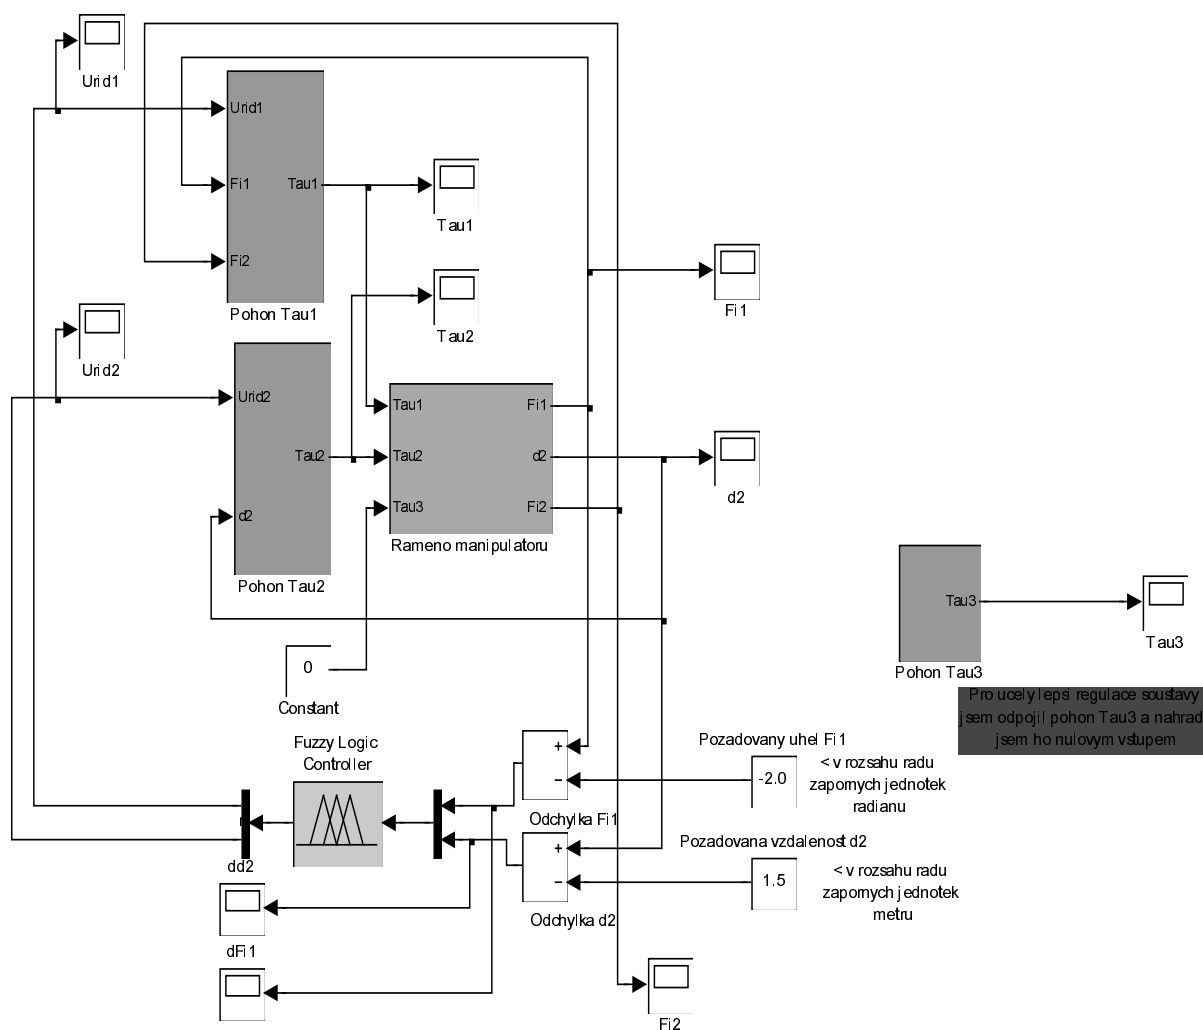 Urid1
Urid1
Fi1
Tau1
Fi2
Pohon Tau1
Tau1
Tau2
Fi1
Urid2
Urid2
Tau2
d2
Pohon Tau2
Tau1
Fi1
Tau2
d2
Tau3
Fi2
Rameno manipulatoru
d2
Tau3
Pohon Tau3
Tau3
Pro ucely lepsi regulace soustavy
jsem odpojil pohon Tau3 a nahrad
jsem ho nulovym vstupem
0
Constant
Fuzzy Logic
Controller
+
−
Odchylka Fi1
Pozadovany uhel Fi1
-2.0
< v rozsahu radu
zapornych jednotek
radianu
+
−
Odchylka d2
Pozadovana vzdalenost d2
1.5
< v rozsahu radu
zapornych jednotek
metru
dd2
dFi1
Fi2